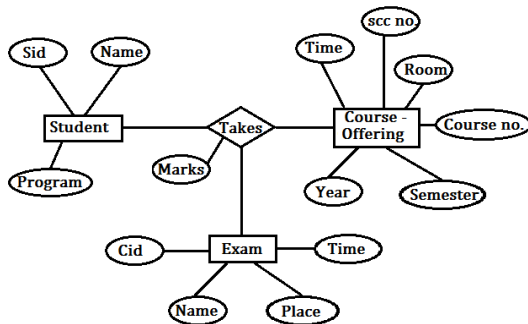 scc no.
Time
Sid
Name
Room
Student
Takes
Course -
Offering
Course no.
Marks
Program
Year
Semester
Cid
Exam
Time
Name
Place